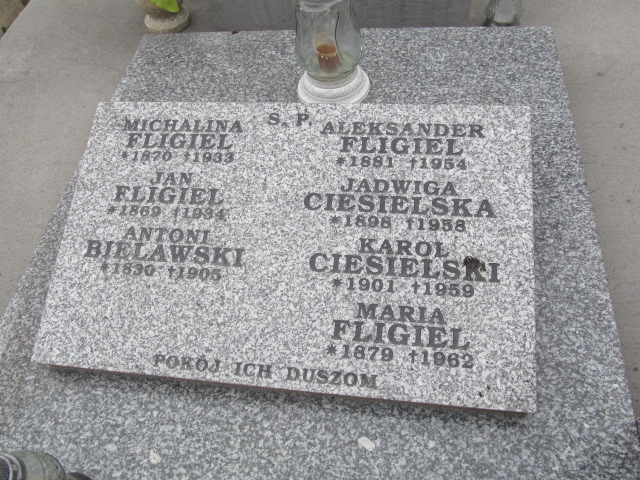 S. P.
MICHALINA
FLIGIEL
*1870 †1933
JAN
FLIGIEL
*1869 †1934
ANTONI
BIELAWSKI
*1830 †1905
ALEKSANDER
FLIGIEL
*1881 †1954
JADWIGA
CIESIELSKA
*1898 †1958
KAROL
CIESIELSKI
*1901 †1959
MARIA
FLIGIEL
*1879 †1962
POKÓJ ICH DUSZOM